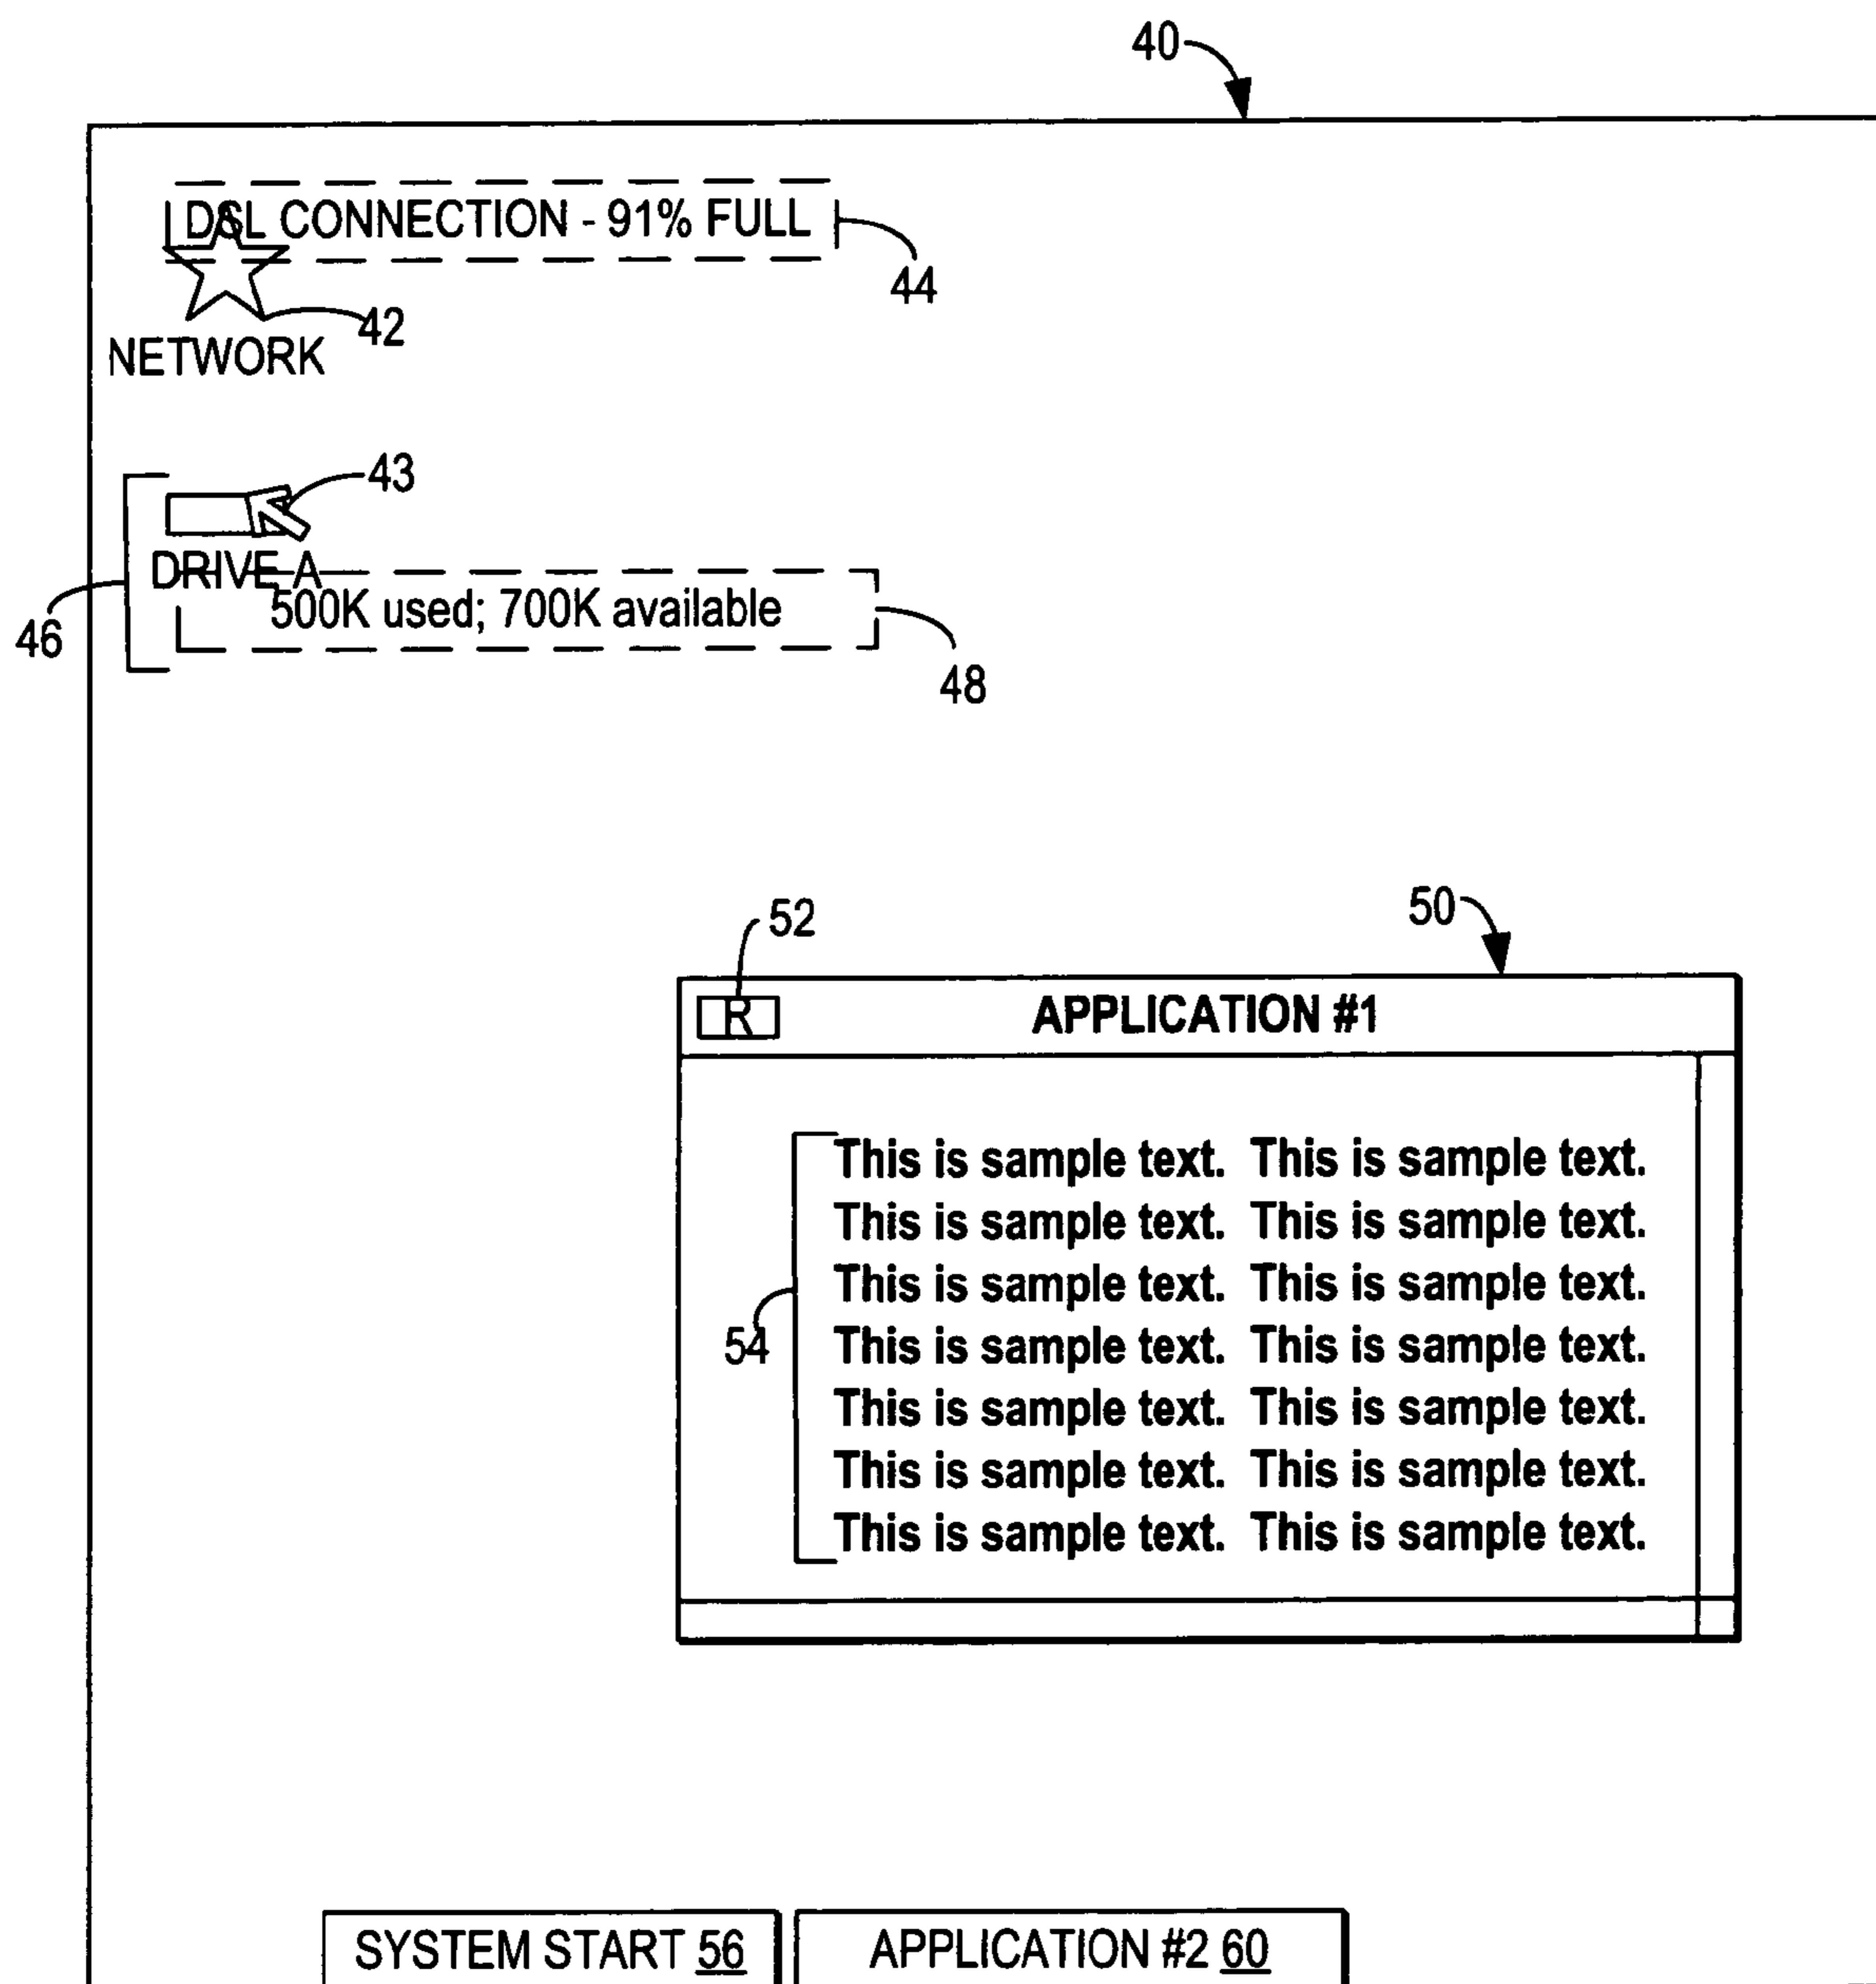 40
DSL CONNECTION - 91% FULL
44
42
NETWORK
43
DRIVE A
500K used; 700K available
46
48
50
52
R
APPLICATION #1
This is sample text. This is sample text.
This is sample text. This is sample text.
This is sample text. This is sample text.
54
This is sample text. This is sample text.
This is sample text. This is sample text.
This is sample text. This is sample text.
This is sample text. This is sample text.
SYSTEM START 56
APPLICATION #2 60